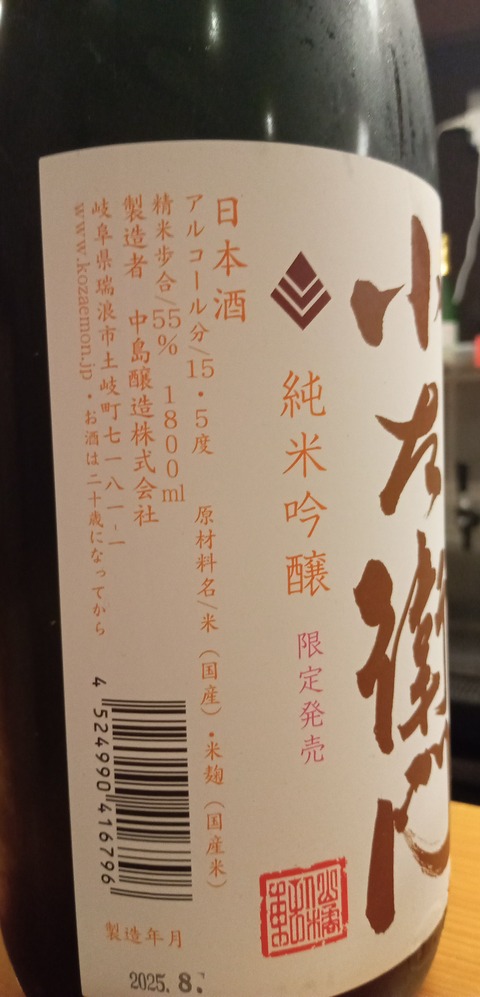 小左衛門
純米吟醸
限定発売
日本酒
アルコール分/15・5度 原材料名/米(国産)・米麹(国産米)
精米歩合/55% 1800ml
製造者 中島醸造株式会社
岐阜県瑞浪市土岐町七一八一-一
www.kozaemon.jp・お酒は二十歳になってから
4 524990 416796
製造年月
2025.8.